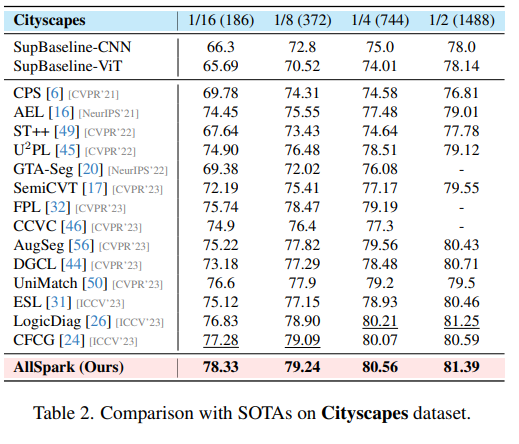 Cityscapes 1/16 (186) 1/8 (372) 1/4 (744) 1/2 (1488)
SupBaseline-CNN 66.3 72.8 75.0 78.0
SupBaseline-ViT 65.69 70.52 74.01 78.14
CPS [6] [CVPR'21] 69.78 74.31 74.58 76.81
AEL [16] [NeurIPS'21] 74.45 75.55 77.48 79.01
ST++ [49] [CVPR'22] 67.64 73.43 74.64 77.78
U²PL [45] [CVPR'22] 74.90 76.48 78.51 79.12
GTA-Seg [20] [NeurIPS'22] 69.38 72.02 76.08 -
SemiCVT [17] [CVPR'23] 72.19 75.41 77.17 79.55
FPL [32] [CVPR'23] 75.74 78.47 79.19 -
CCVC [46] [CVPR'23] 74.9 76.4 77.3 -
AugSeg [56] [CVPR'23] 75.22 77.82 79.56 80.43
DGCL [44] [CVPR'23] 73.18 77.29 78.48 80.71
UniMatch [50] [CVPR'23] 76.6 77.9 79.2 79.5
ESL [31] [ICCV'23] 75.12 77.15 78.93 80.46
LogicDiag [26] [ICCV'23] 76.83 78.90 80.21 81.25
CFCG [24] [ICCV'23] 77.28 79.09 80.07 80.59
AllSpark (Ours) 78.33 79.24 80.56 81.39
Table 2. Comparison with SOTAs on Cityscapes dataset.